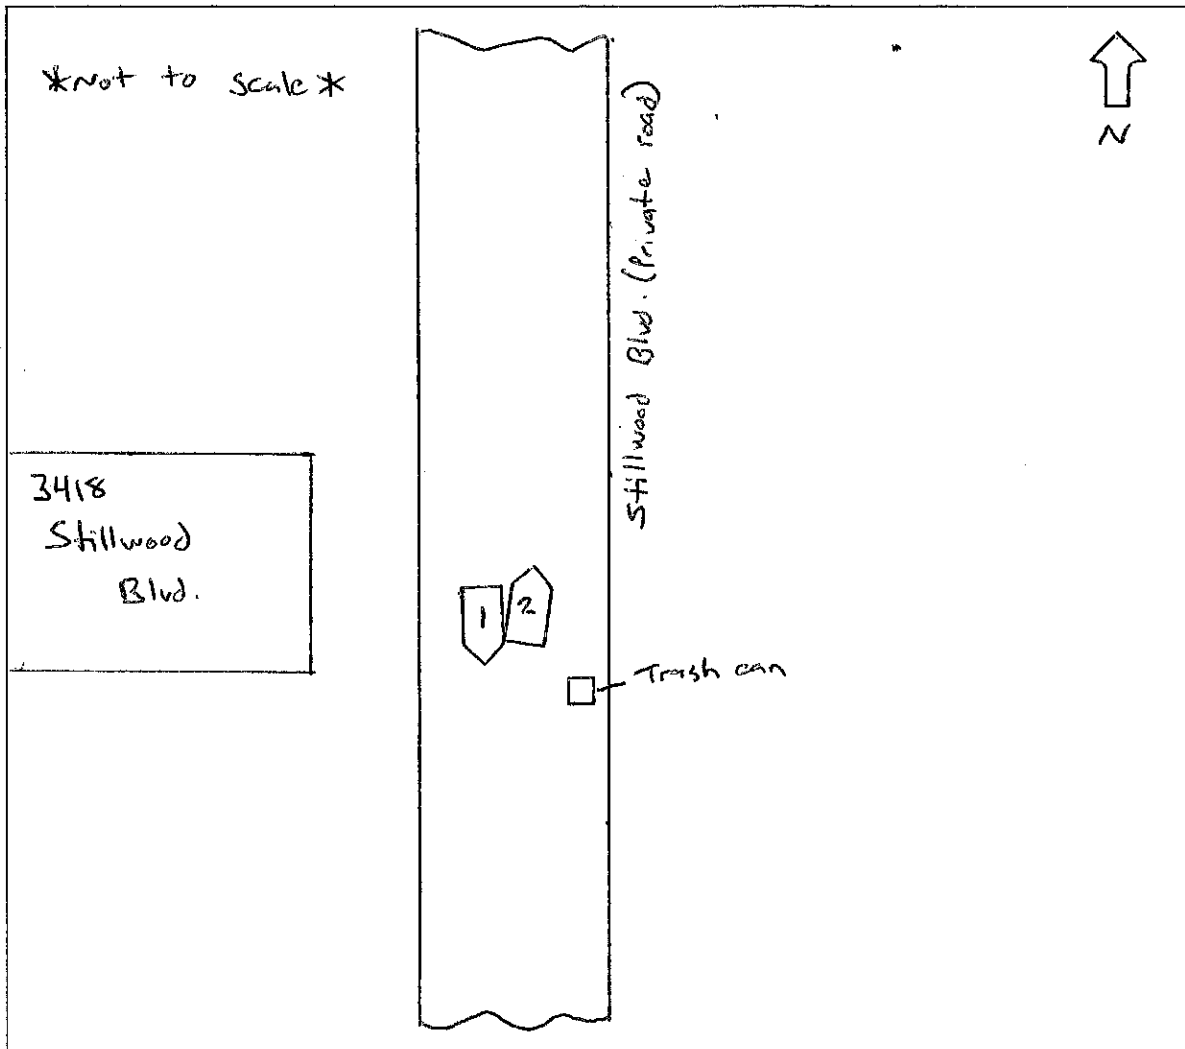 *Not to scale*
N
Stillwood Blvd. (Private road)
3418
Stillwood
Blvd.
1
2
Trash can